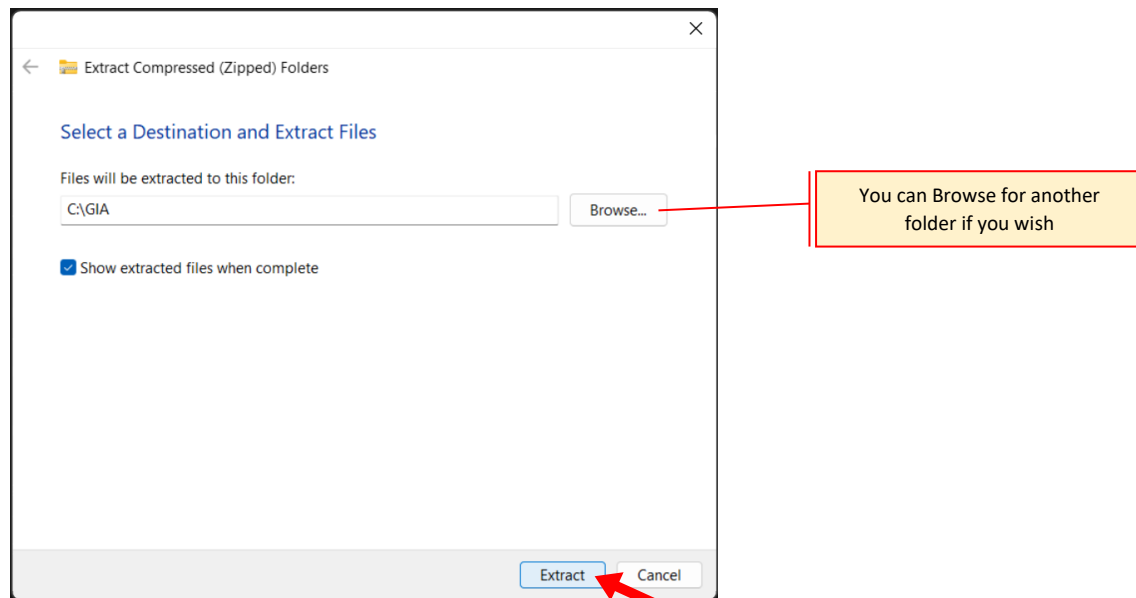 Extract Compressed (Zipped) Folders
Select a Destination and Extract Files
Files will be extracted to this folder:
C:\GIA
Browse...
You can Browse for another
folder if you wish
Show extracted files when complete
Extract
Cancel